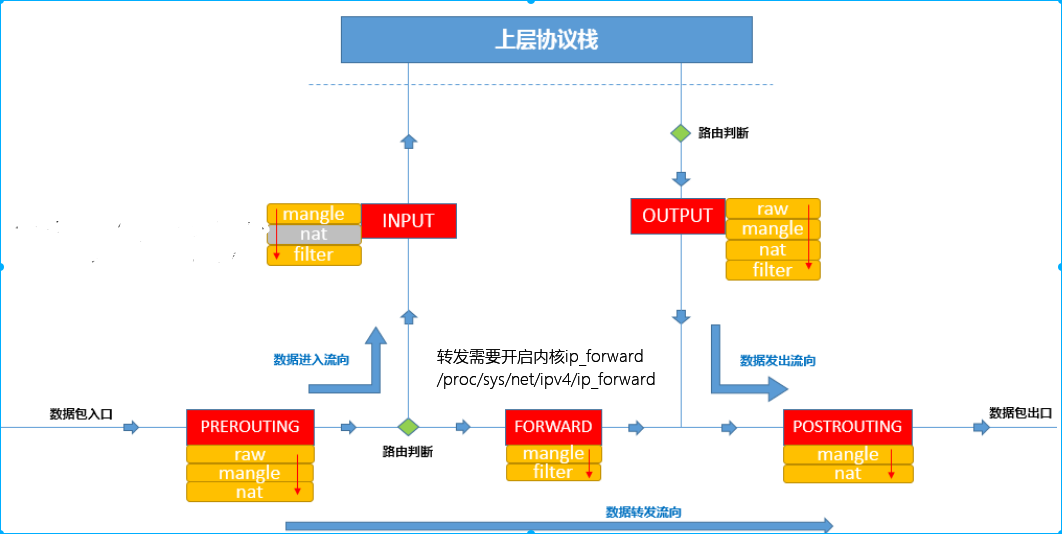 上层协议栈
路由判断
mangle
nat
filter
INPUT
OUTPUT
raw
mangle
nat
filter
数据进入流向
转发需要开启内核ip_forward
/proc/sys/net/ipv4/ip_forward
数据发出流向
数据包入口
PREROUTING
raw
mangle
nat
路由判断
FORWARD
mangle
filter
POSTROUTING
mangle
nat
数据包出口
数据转发流向